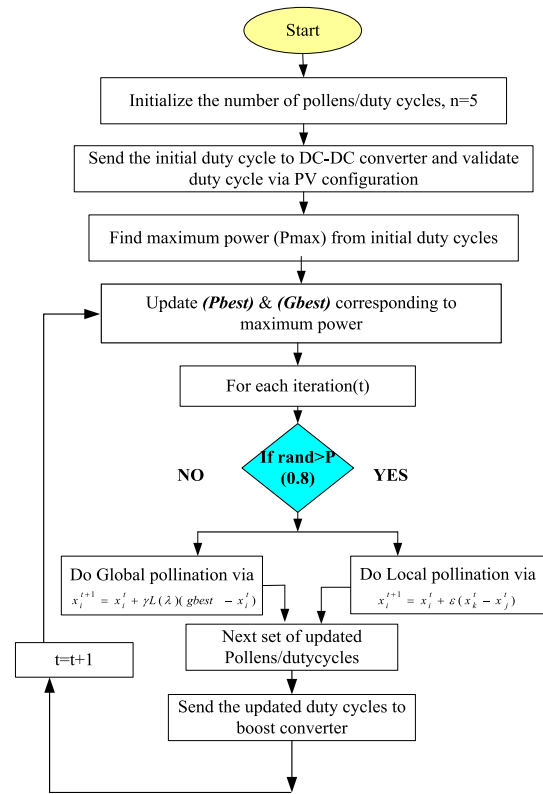 Start
Initialize the number of pollens/duty cycles, n=5
Send the initial duty cycle to DC-DC converter and validate
duty cycle via PV configuration
Find maximum power (Pmax) from initial duty cycles
Update (Pbest) & (Gbest) corresponding to
maximum power
For each iteration(t)
If rand>P
(0.8)
NO
YES
Do Global pollination via
x_i^{t+1} = x_i^t + γL(λ)(gbest − x_i^t)
Do Local pollination via
x_i^{t+1} = x_i^t + ε(x_k^t − x_j^t)
Next set of updated
Pollens/dutycycles
t=t+1
Send the updated duty cycles to
boost converter